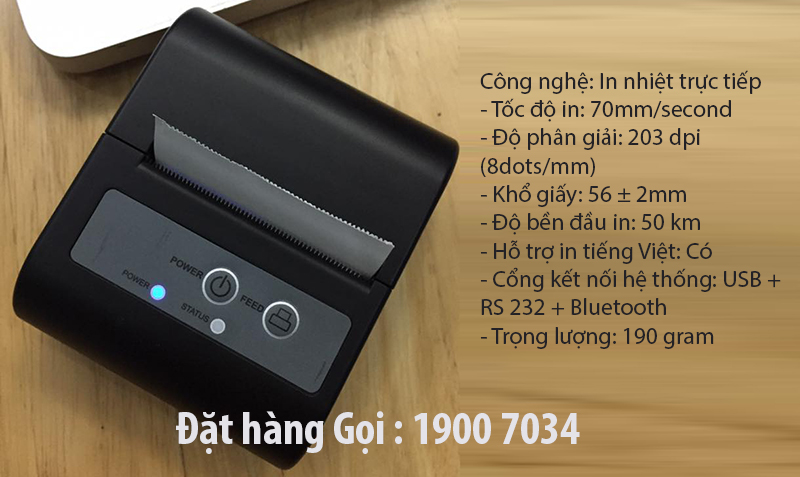 Công nghệ: In nhiệt trực tiếp
- Tốc độ in: 70mm/second
- Độ phân giải: 203 dpi
(8dots/mm)
- Khổ giấy: 56 ± 2mm
- Độ bền đầu in: 50 km
- Hỗ trợ in tiếng Việt: Có
- Cổng kết nối hệ thống: USB +
RS 232 + Bluetooth
- Trọng lượng: 190 gram
POWER
POWER
FEED
STATUS
Đặt hàng Gọi : 1900 7034